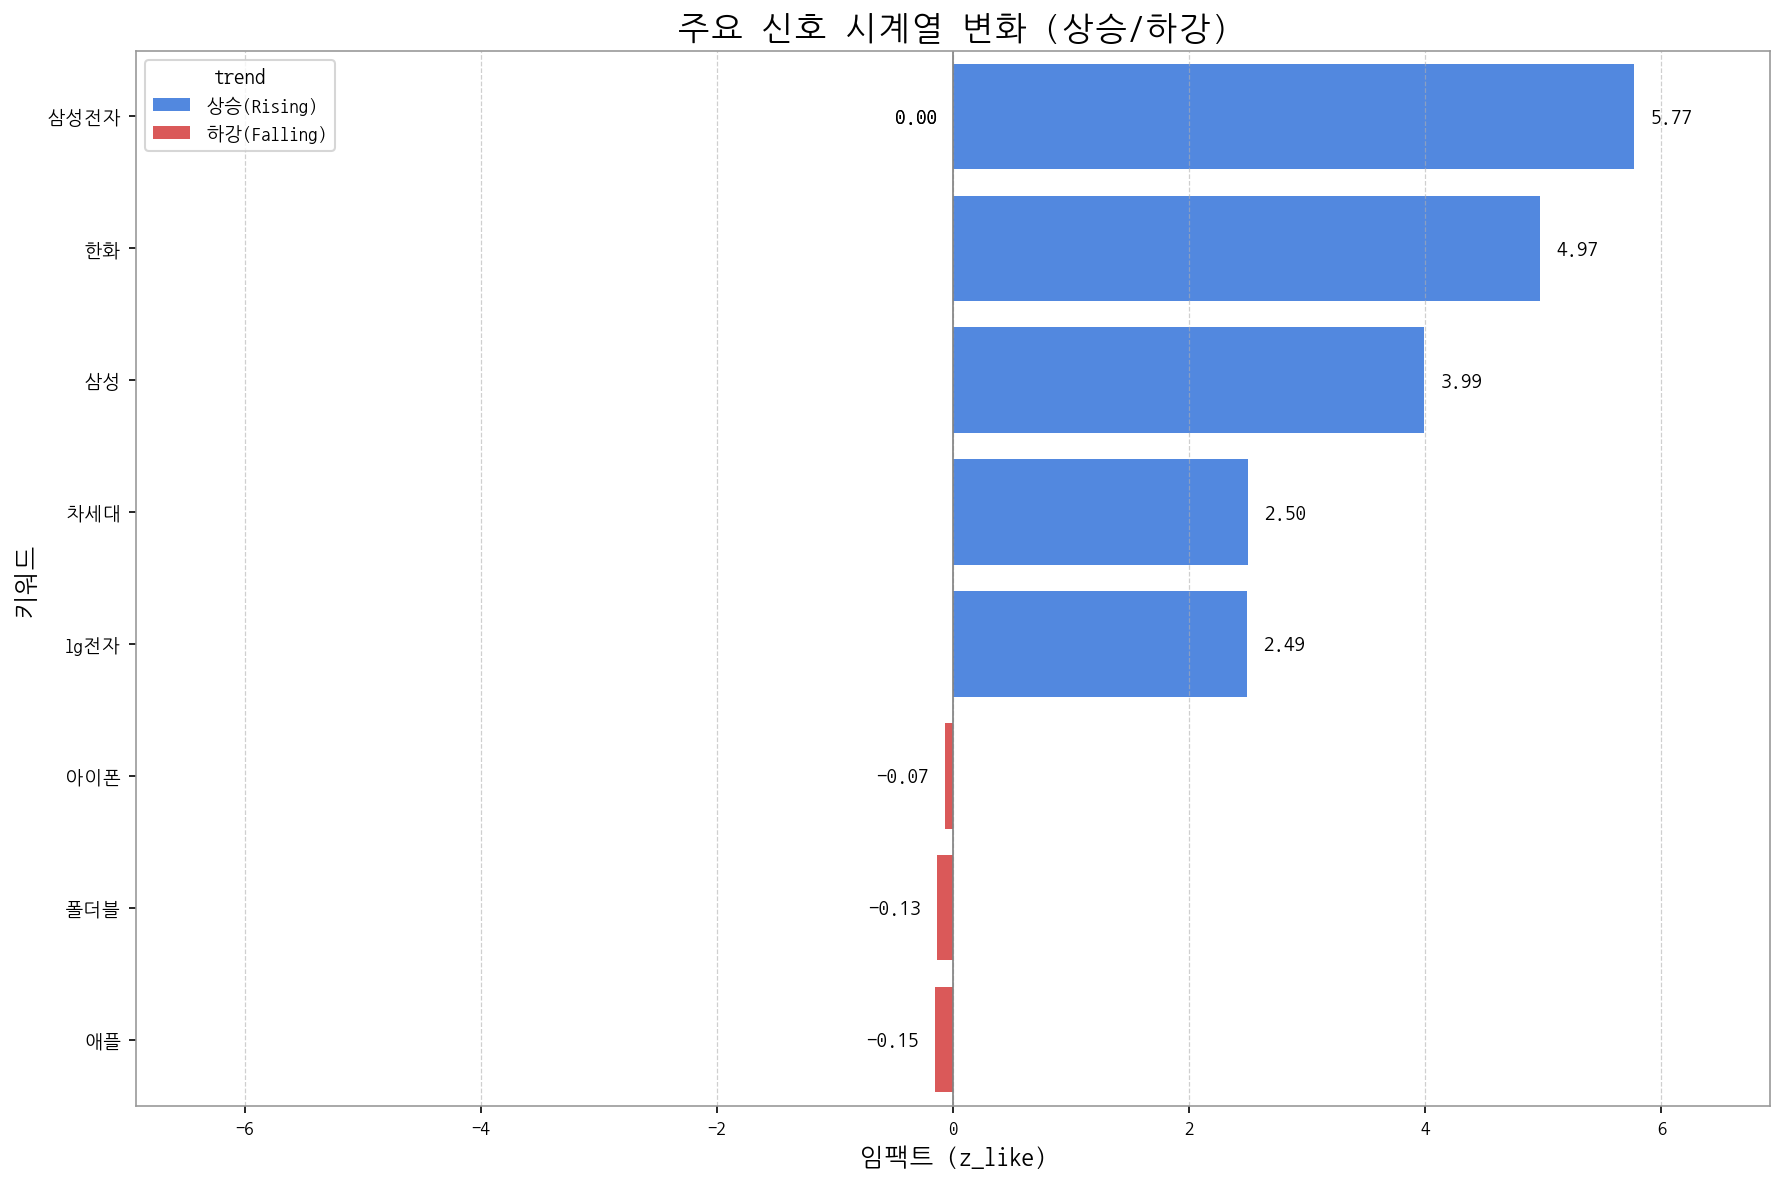 주요 신호 시계열 변화 (상승/하강)
trend
상승(Rising)
하강(Falling)
키워드
삼성전자
0.00
5.77
한화
4.97
삼성
3.99
차세대
2.50
lg전자
2.49
아이폰
−0.07
폴더블
−0.13
애플
−0.15
−6
−4
−2
0
2
4
6
임팩트 (z_like)